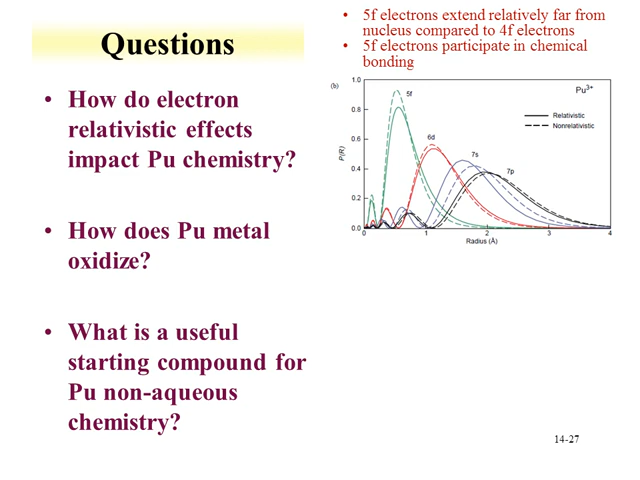 Questions
• How do electron
relativistic effects
impact Pu chemistry?
• How does Pu metal
oxidize?
• What is a useful
starting compound for
Pu non-aqueous
chemistry?
• 5f electrons extend relatively far from
nucleus compared to 4f electrons
• 5f electrons participate in chemical
bonding
(b)
Pu3+
Relativistic
Nonrelativistic
5f
6d
7s
7p
P(R)
1.0
0.8
0.6
0.4
0.2
0.0
0 1 2 3 4
Radius (Å)
14-27